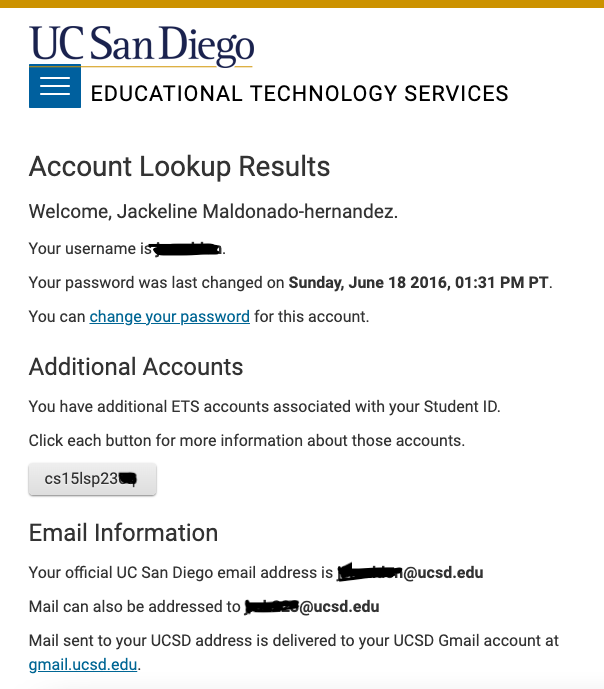 UC San Diego
EDUCATIONAL TECHNOLOGY SERVICES
Account Lookup Results
Welcome, Jackeline Maldonado-hernandez.
Your username is .
Your password was last changed on Sunday, June 18 2016, 01:31 PM PT.
You can change your password for this account.
Additional Accounts
You have additional ETS accounts associated with your Student ID.
Click each button for more information about those accounts.
cs15lsp23
Email Information
Your official UC San Diego email address is @ucsd.edu
Mail can also be addressed to @ucsd.edu
Mail sent to your UCSD address is delivered to your UCSD Gmail account at
gmail.ucsd.edu.